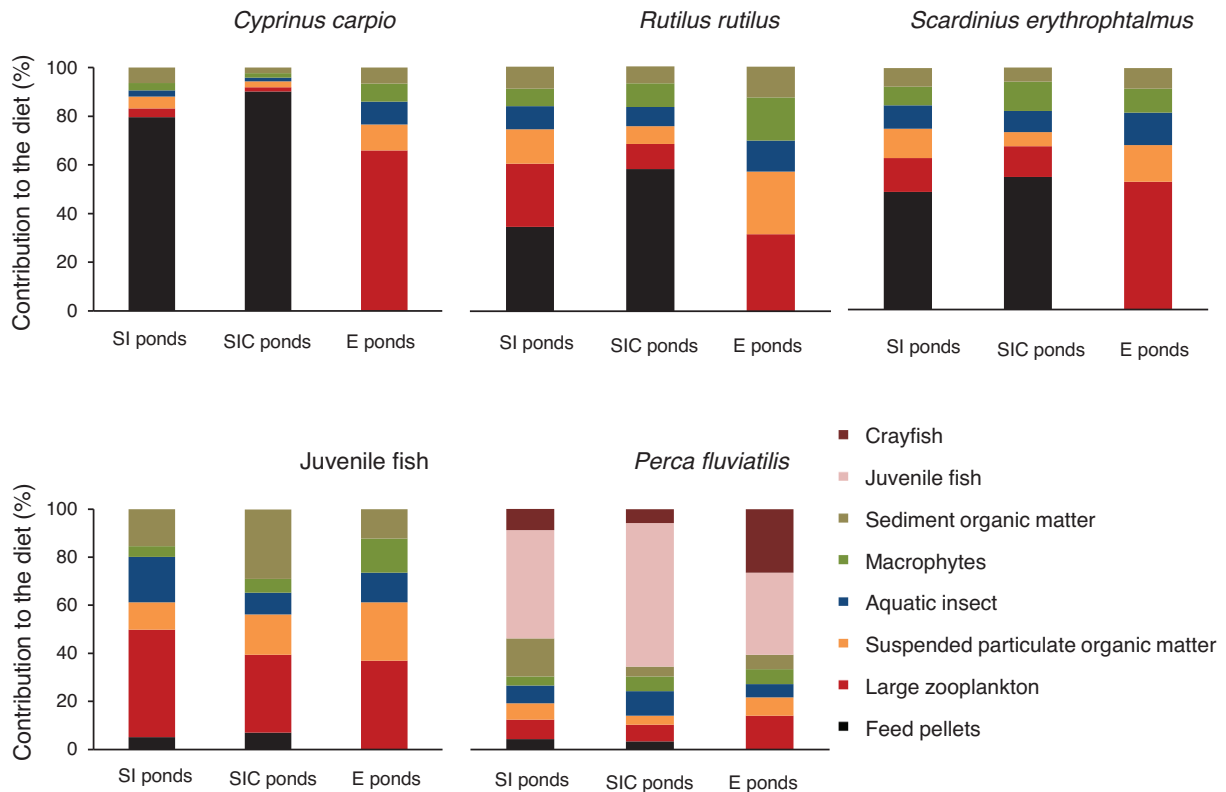 Cyprinus carpio
Rutilus rutilus
Scardinius erythrophtalmus
Contribution to the diet (%)
100
80
60
40
20
0
SI ponds
SIC ponds
E ponds
SI ponds
SIC ponds
E ponds
SI ponds
SIC ponds
E ponds
Juvenile fish
Perca fluviatilis
Contribution to the diet (%)
100
80
60
40
20
0
SI ponds
SIC ponds
E ponds
SI ponds
SIC ponds
E ponds
Crayfish
Juvenile fish
Sediment organic matter
Macrophytes
Aquatic insect
Suspended particulate organic matter
Large zooplankton
Feed pellets